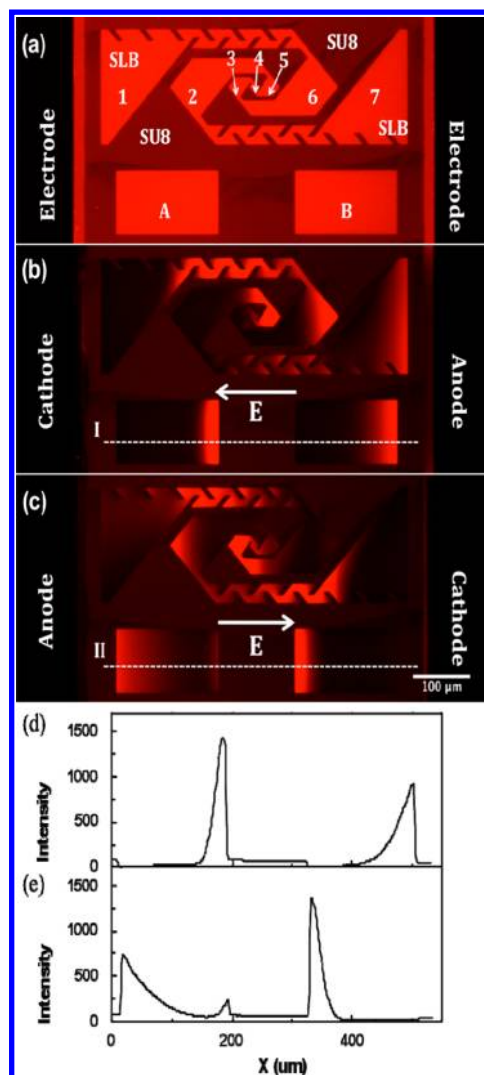 (a)
SLB
SU8
3 4 5
1 2 6 7
SU8
SLB
A B
Electrode
Electrode
(b)
Cathode
Anode
E
I
(c)
Anode
Cathode
E
II
100 μm
(d)
Intensity
1500
1000
500
0
(e)
Intensity
1500
1000
500
0
0 200 400
X (um)